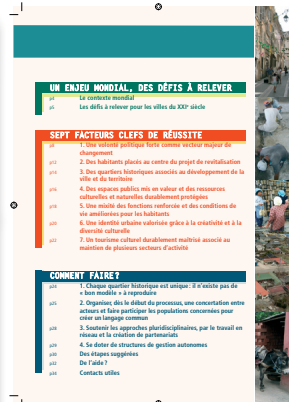 UN ENJEU MONDIAL, DES DÉFIS À RELEVER
p4 Le contexte mondial
p6 Les défis à relever pour les villes du XXIe siècle
SEPT FACTEURS CLEFS DE RÉUSSITE
1. Une volonté politique forte comme vecteur majeur de
changement
p12 2. Des habitants placés au centre du projet de revitalisation
3. Des quartiers historiques associés au développement de la
ville et du territoire
p16 4. Des espaces publics mis en valeur et des ressources
culturelles et naturelles durablement protégées
p18 5. Une mixité des fonctions renforcée et des conditions de
vie améliorées pour les habitants
p20 6. Une identité urbaine valorisée grâce à la créativité et à la
diversité culturelle
p22 7. Un tourisme culturel durablement maîtrisé associé au
maintien de plusieurs secteurs d'activité
COMMENT FAIRE?
p24 1. Chaque quartier historique est unique : il n'existe pas de
« bon modèle » à reproduire
p25 2. Organiser, dès le début du processus, une concertation entre
acteurs et faire participer les populations concernées pour
créer un langage commun
p28 3. Soutenir les approches pluridisciplinaires, par le travail en
réseau et la création de partenariats
p29 4. Se doter de structures de gestion autonomes
p30 Des étapes suggérées
p32 De l'aide ?
p34 Contacts utiles